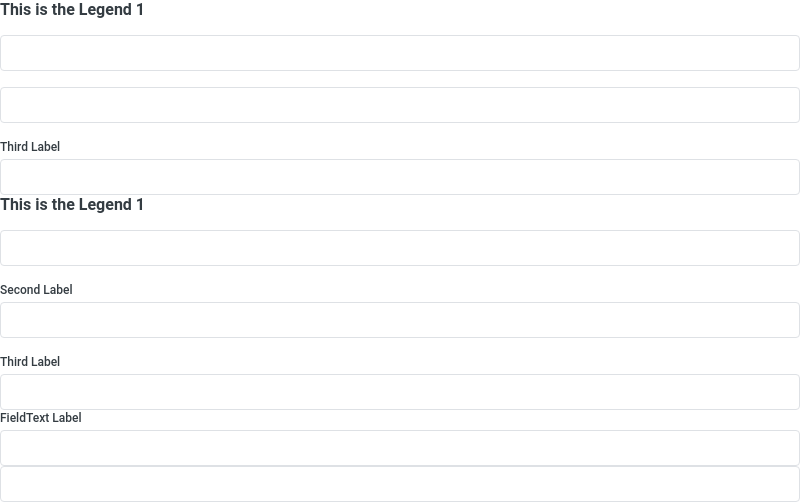 This is the Legend 1
Third Label
This is the Legend 1
Second Label
Third Label
FieldText Label